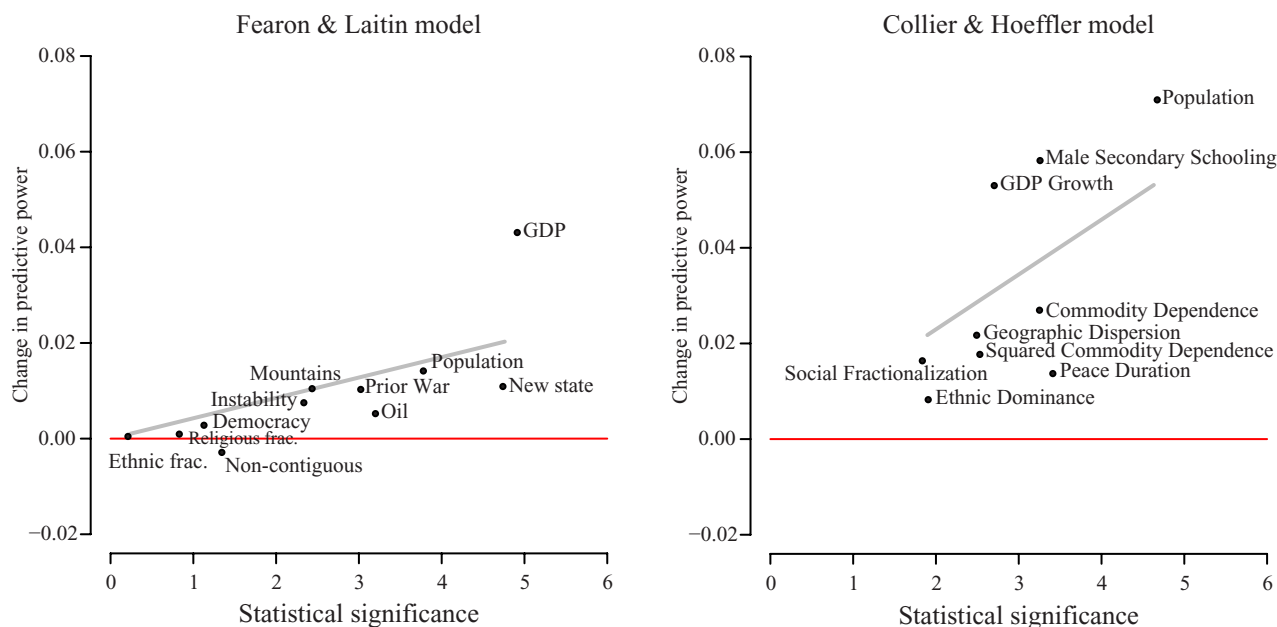 Fearon & Laitin model
Change in predictive power
0.08
0.06
0.04
0.02
0.00
−0.02
GDP
Population
Mountains
Prior War
New state
Instability
Oil
Democracy
Religious frac.
Ethnic frac.
Non-contiguous
0 1 2 3 4 5 6
Statistical significance
Collier & Hoeffler model
Change in predictive power
0.08
0.06
0.04
0.02
0.00
−0.02
Population
Male Secondary Schooling
GDP Growth
Commodity Dependence
Geographic Dispersion
Squared Commodity Dependence
Social Fractionalization
Peace Duration
Ethnic Dominance
0 1 2 3 4 5 6
Statistical significance